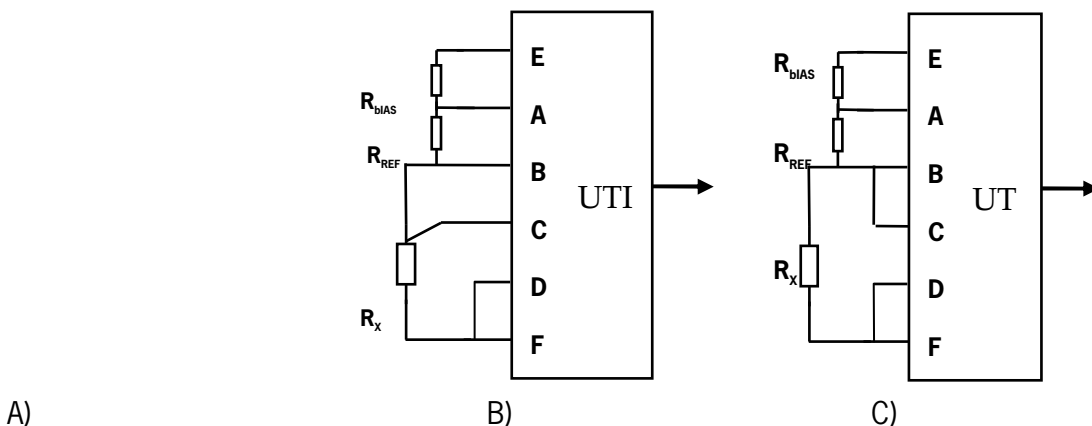 E
R_bIAS
A
R_REF
B
UTI
C
D
R_X
F
E
R_bIAS
A
R_REF
B
UT
C
R_X
D
F
A)
B)
C)